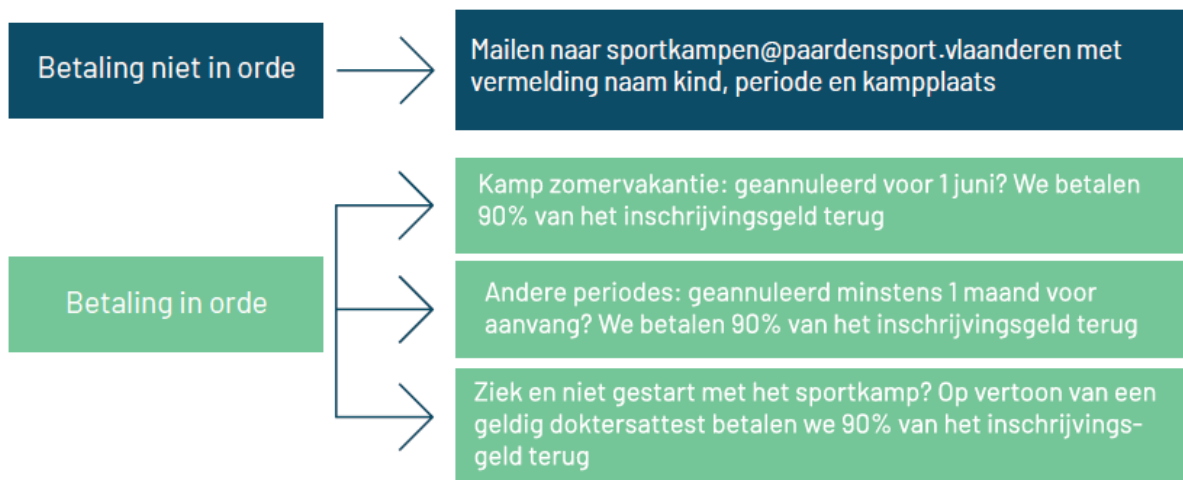 Betaling niet in orde
Mailen naar sportkampen@paardensport.vlaanderen met
vermelding naam kind, periode en kampplaats
Betaling in orde
Kamp zomervakantie: geannuleerd voor 1 juni? We betalen
90% van het inschrijvingsgeld terug
Andere periodes: geannuleerd minstens 1 maand voor
aanvang? We betalen 90% van het inschrijvingsgeld terug
Ziek en niet gestart met het sportkamp? Op vertoon van een
geldig doktersattest betalen we 90% van het inschrijvings-
geld terug